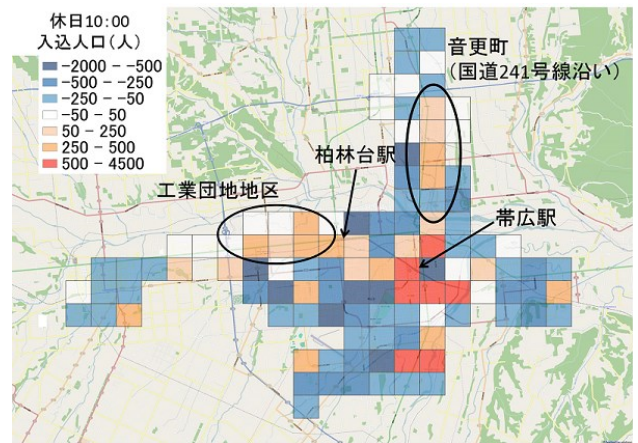 休日10:00
入込人口(人)
-2000 - -500
-500 - -250
-250 - -50
-50 - 50
50 - 250
250 - 500
500 - 4500
音更町
(国道241号線沿い)
柏林台駅
工業団地地区
帯広駅